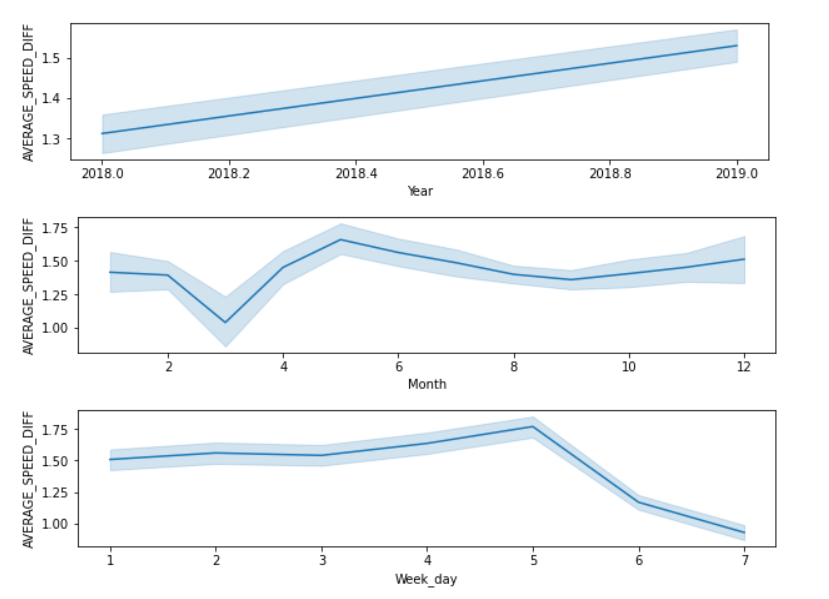 AVERAGE_SPEED_DIFF
1.5
1.4
1.3
2018.0 2018.2 2018.4 2018.6 2018.8 2019.0
Year
AVERAGE_SPEED_DIFF
1.75
1.50
1.25
1.00
2 4 6 8 10 12
Month
AVERAGE_SPEED_DIFF
1.75
1.50
1.25
1.00
1 2 3 4 5 6 7
Week_day